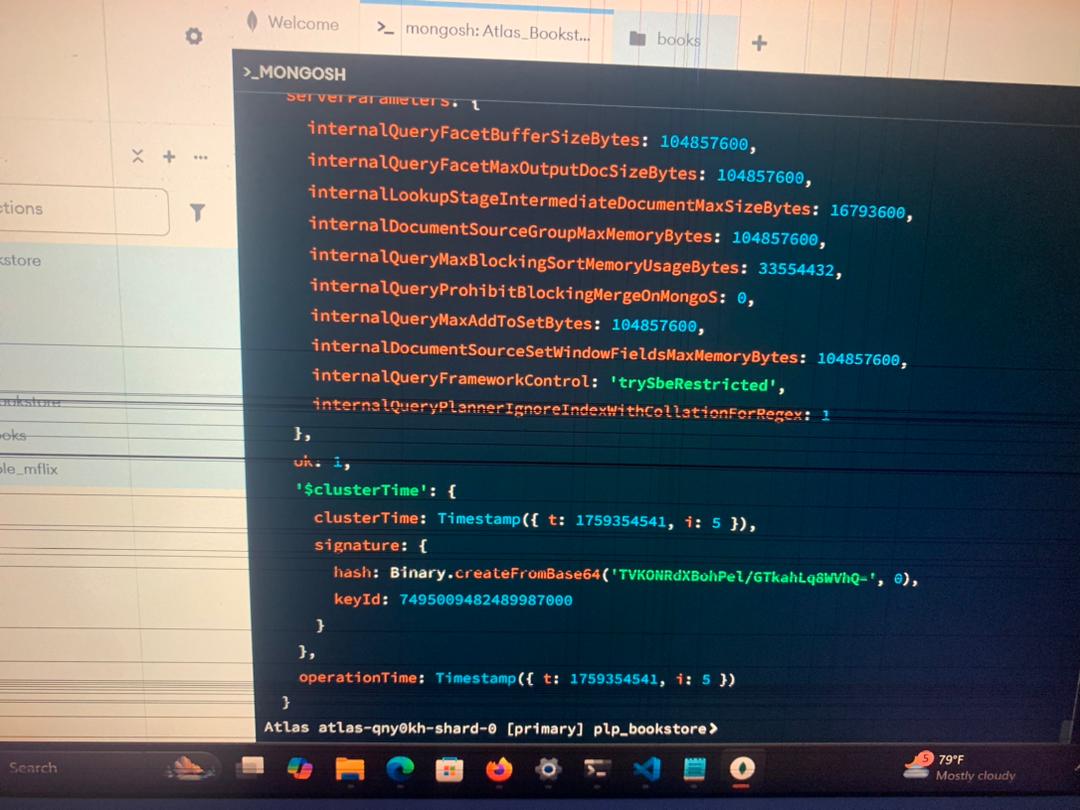 Welcome
>_ mongosh: Atlas_Bookst...
books
+
>_MONGOSH
serverParameters: {
internalQueryFacetBufferSizeBytes: 104857600,
internalQueryFacetMaxOutputDocSizeBytes: 104857600,
internalLookupStageIntermediateDocumentMaxSizeBytes: 16793600,
internalDocumentSourceGroupMaxMemoryBytes: 104857600,
internalQueryMaxBlockingSortMemoryUsageBytes: 33554432,
internalQueryProhibitBlockingMergeOnMongoS: 0,
internalQueryMaxAddToSetBytes: 104857600,
internalDocumentSourceSetWindowFieldsMaxMemoryBytes: 104857600,
internalQueryFrameworkControl: 'trySbeRestricted',
internalQueryPlannerIgnoreIndexWithCollationForRegex: 1
},
ok: 1,
'$clusterTime': {
clusterTime: Timestamp({ t: 1759354541, i: 5 }),
signature: {
hash: Binary.createFromBase64('TVKONRdXBohPel/GTkahLq8WVhQ=', 0),
keyId: 7495009482489987000
}
},
operationTime: Timestamp({ t: 1759354541, i: 5 })
}
Atlas atlas-qny0kh-shard-0 [primary] plp_bookstore>
ctions
kstore
ookstore
oks
ple_mflix
Search
5
79°F
Mostly cloudy